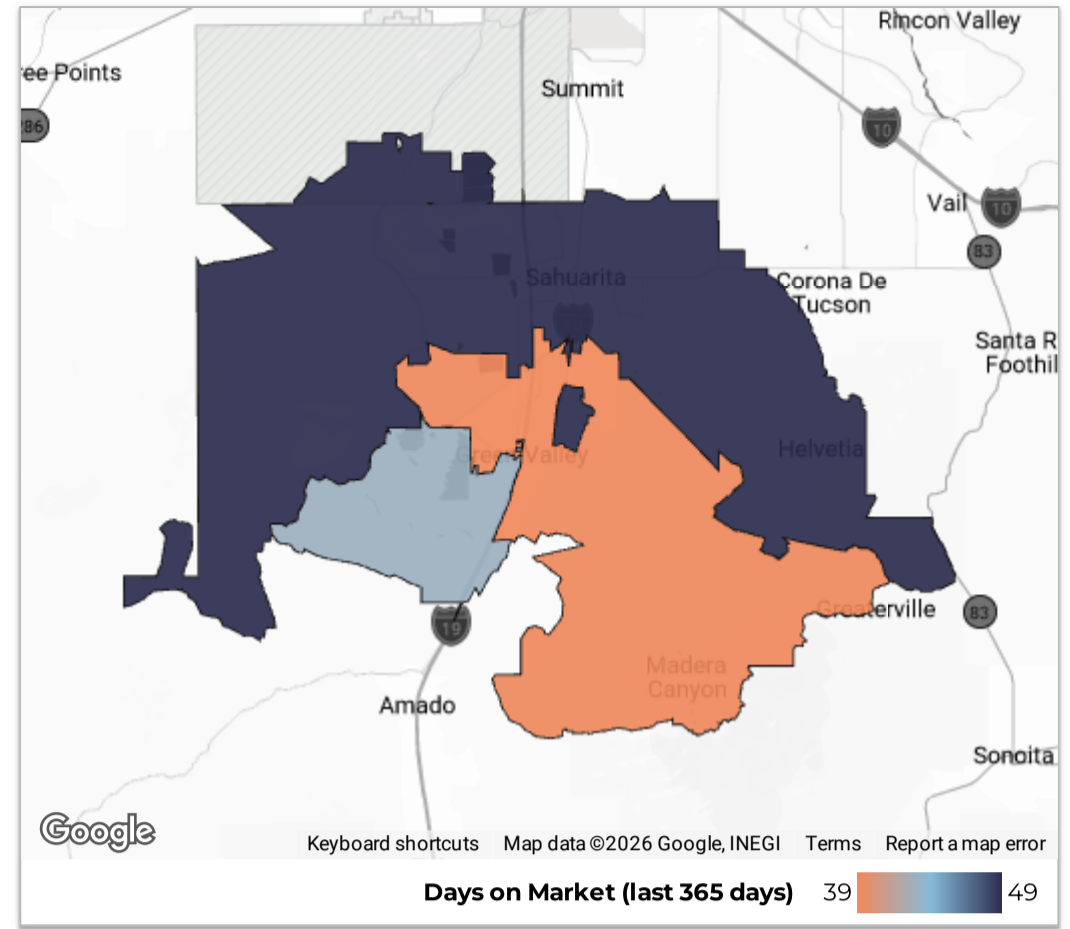 Rincon Valley
ree Points
Summit
86
10
Vail
10
83
Sahuarita
Corona De
Tucson
Santa R
Foothil
Helvetia
Green Valley
Greaterville
83
19
Madera
Canyon
Amado
Sonoita
Google
Keyboard shortcuts Map data ©2026 Google, INEGI Terms Report a map error
Days on Market (last 365 days) 39 49